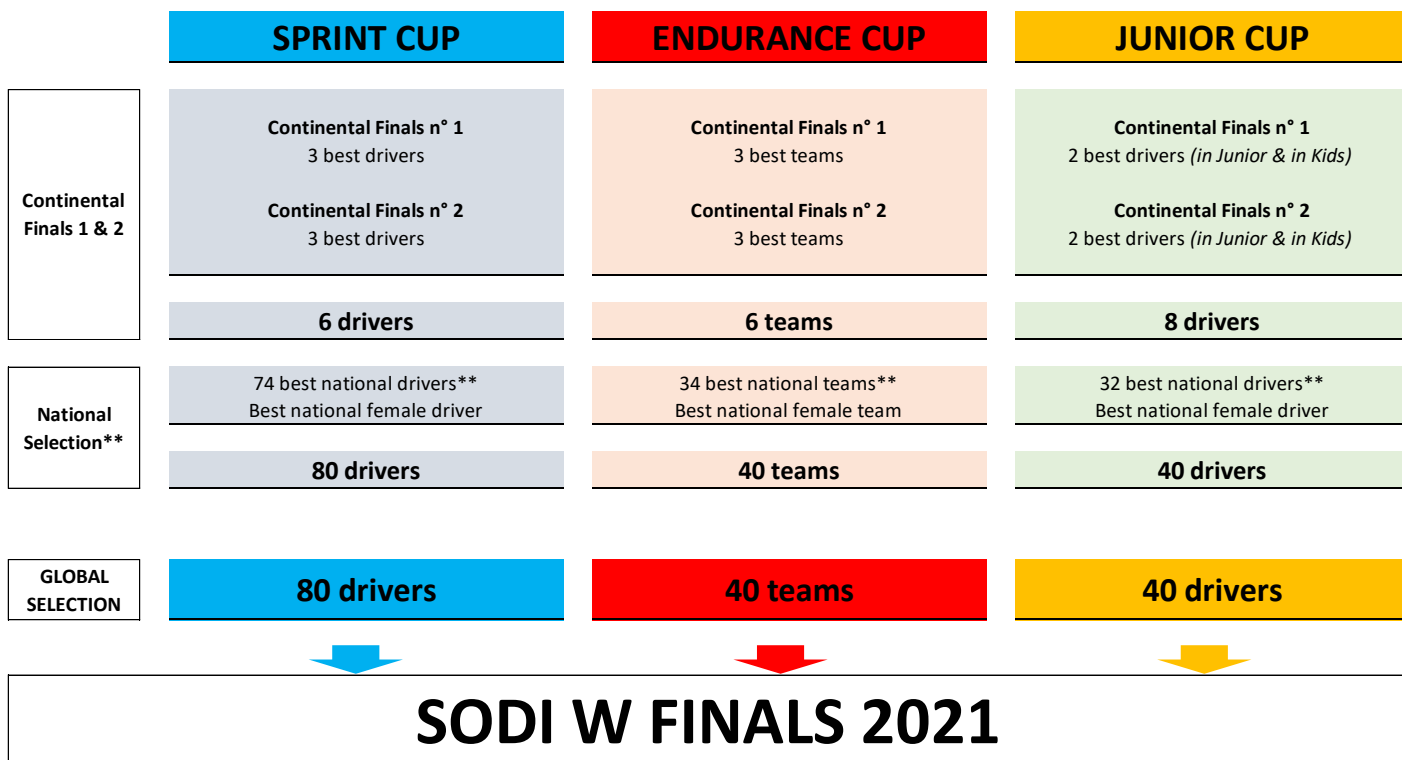 SPRINT CUP
ENDURANCE CUP
JUNIOR CUP
Continental
Finals 1 & 2
Continental Finals n° 1
3 best drivers
Continental Finals n° 2
3 best drivers
Continental Finals n° 1
3 best teams
Continental Finals n° 2
3 best teams
Continental Finals n° 1
2 best drivers (in Junior & in Kids)
Continental Finals n° 2
2 best drivers (in Junior & in Kids)
6 drivers
6 teams
8 drivers
National
Selection**
74 best national drivers**
Best national female driver
34 best national teams**
Best national female team
32 best national drivers**
Best national female driver
80 drivers
40 teams
40 drivers
GLOBAL
SELECTION
80 drivers
40 teams
40 drivers
SODI W FINALS 2021